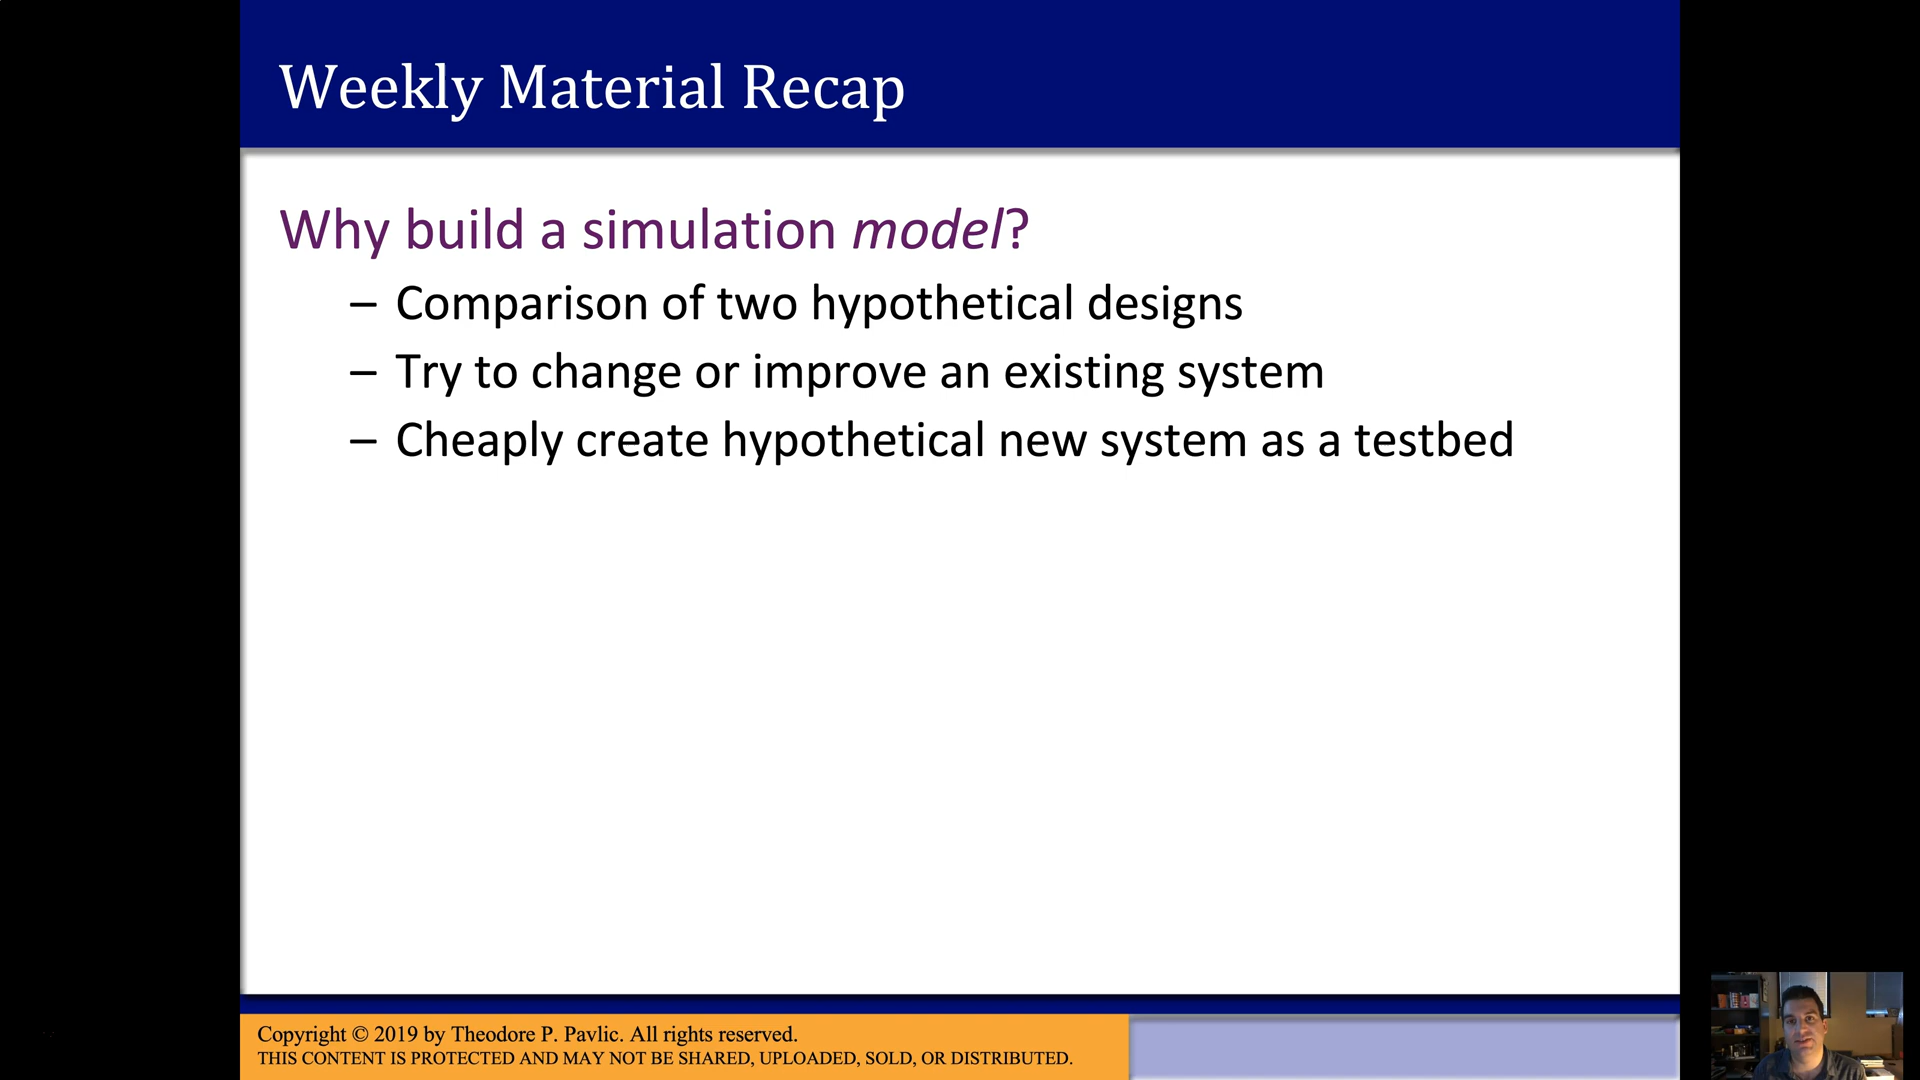 Weekly Material Recap
Why build a simulation model?
– Comparison of two hypothetical designs
– Try to change or improve an existing system
– Cheaply create hypothetical new system as a testbed
Copyright © 2019 by Theodore P. Pavlic. All rights reserved.
THIS CONTENT IS PROTECTED AND MAY NOT BE SHARED, UPLOADED, SOLD, OR DISTRIBUTED.